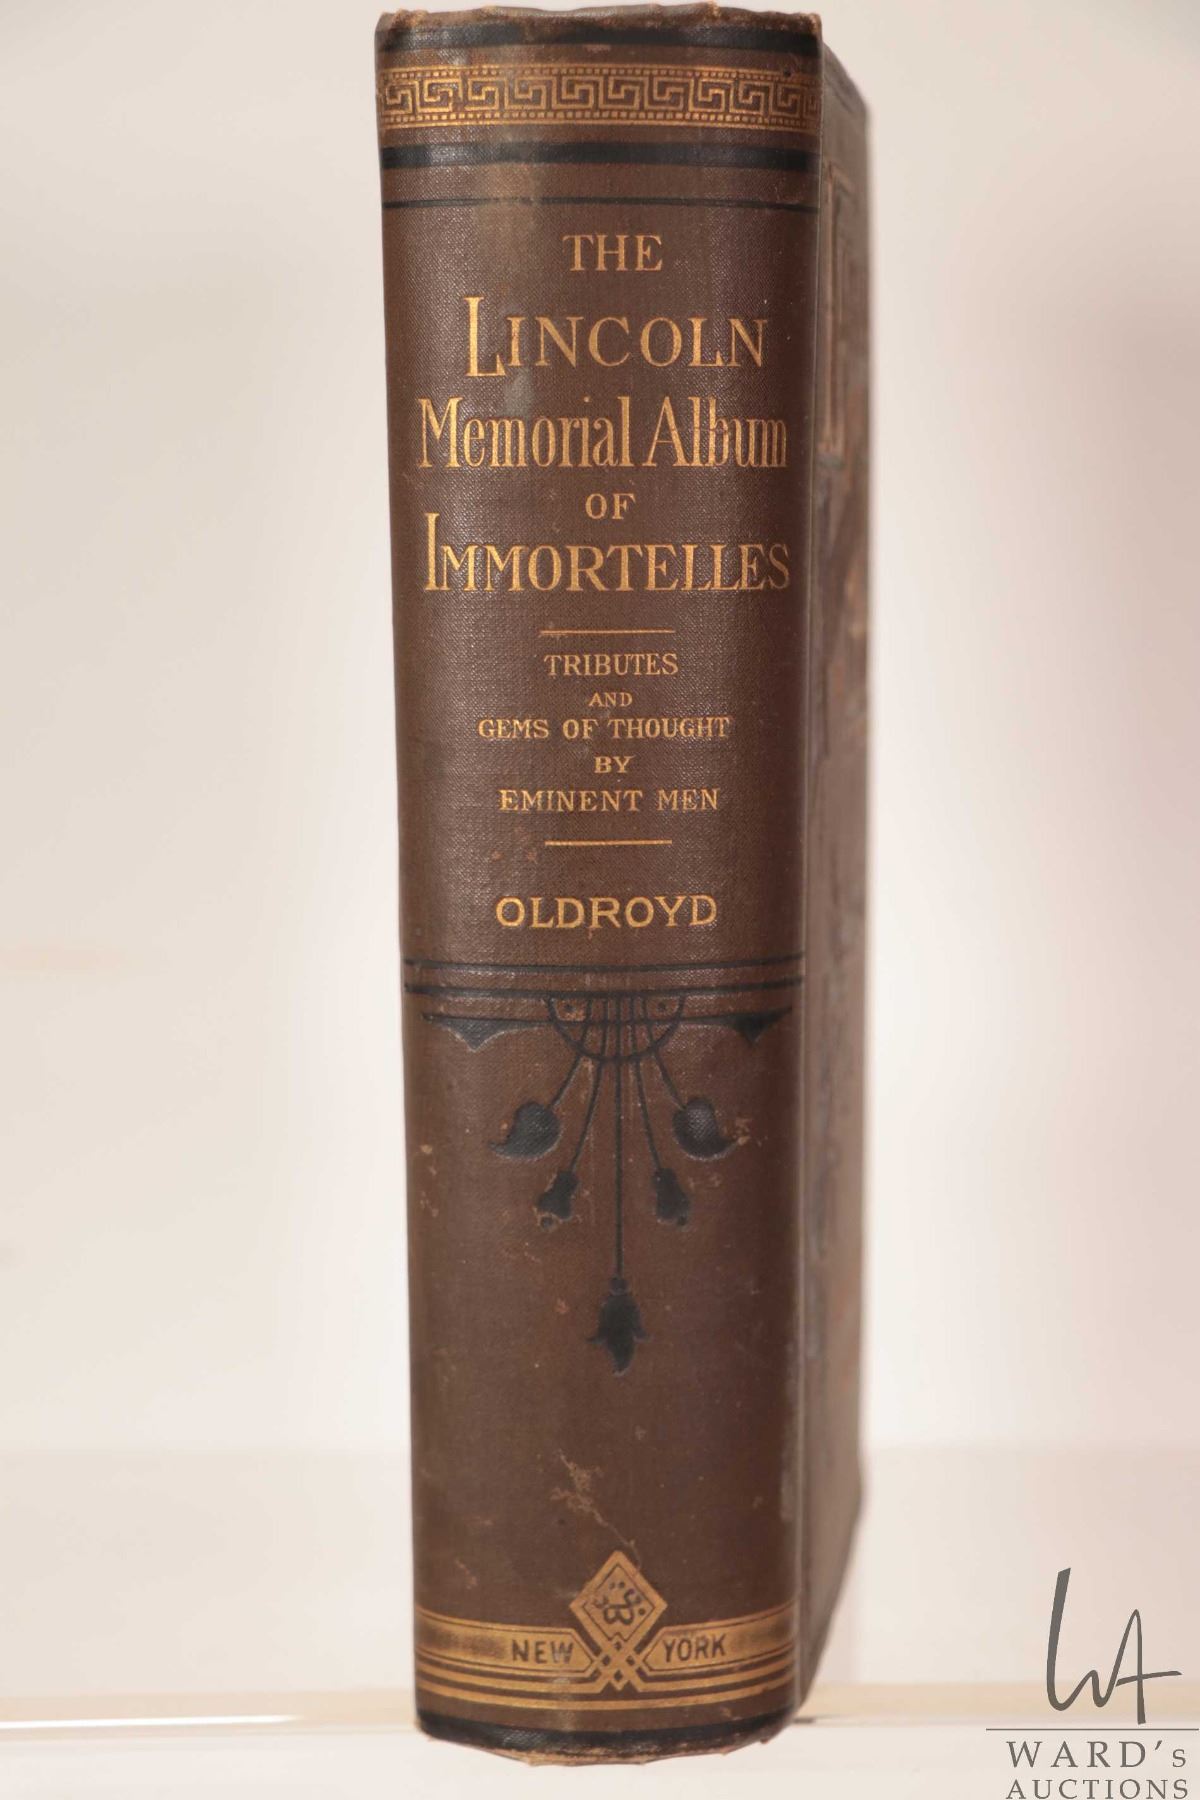 THE
LINCOLN
Memorial Album
OF
IMMORTELLES
TRIBUTES
AND
GEMS OF THOUGHT
BY
EMINENT MEN
OLDROYD
NEW YORK
WA
WARD's
AUCTIONS